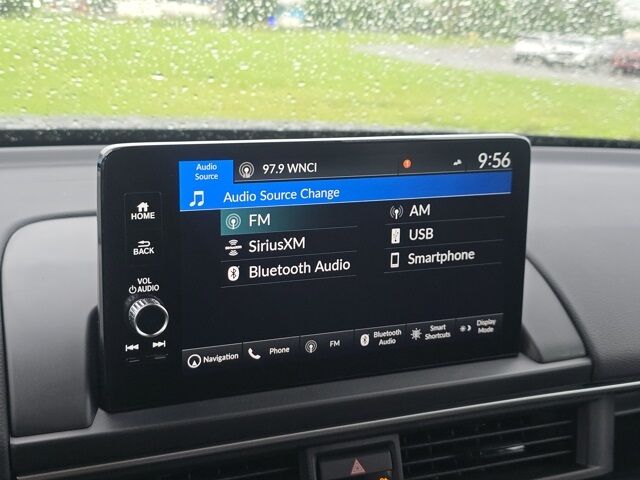 Audio
Source
97.9 WNCI
9:56
Audio Source Change
HOME
BACK
VOL
AUDIO
FM
AM
SiriusXM
USB
Bluetooth Audio
Smartphone
Navigation
Phone
FM
Bluetooth
Audio
Smart
Shortcuts
Display
Mode